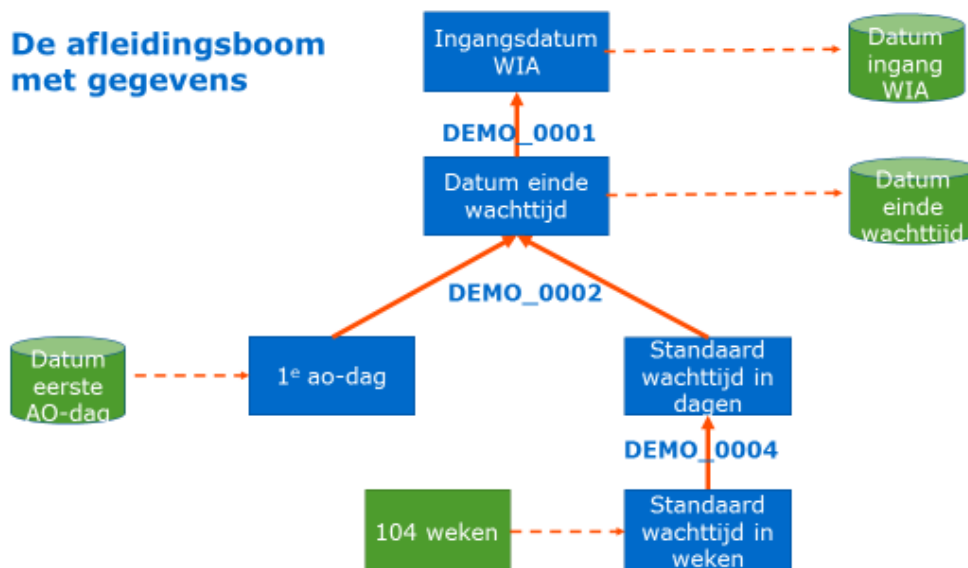 De afleidingsboom
met gegevens
Ingangsdatum
WIA
Datum
ingang
WIA
DEMO_0001
Datum einde
wachttijd
Datum
einde
wachttijd
DEMO_0002
Datum
eerste
AO-dag
1e ao-dag
Standaard
wachttijd in
dagen
DEMO_0004
104 weken
Standaard
wachttijd in
weken